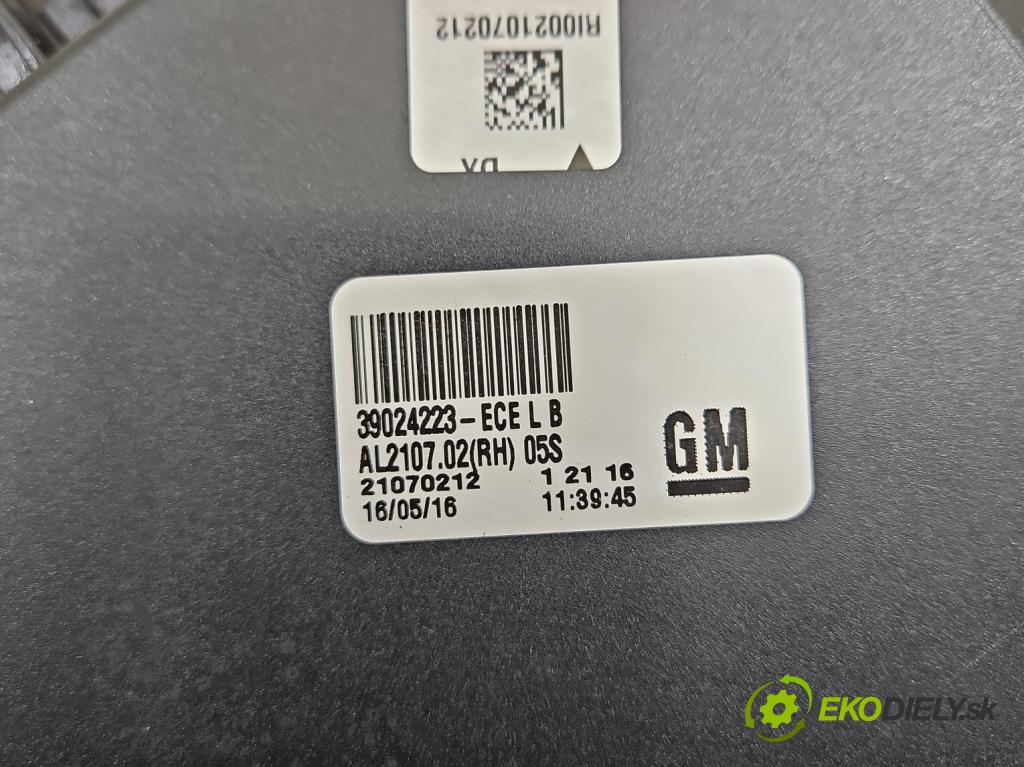 RI0021070212
DX
39024223-ECE L B
AL2107.02(RH) 05S
21070212 1 21 16
16/05/16 11:39:45
GM
EKODIELY.sk